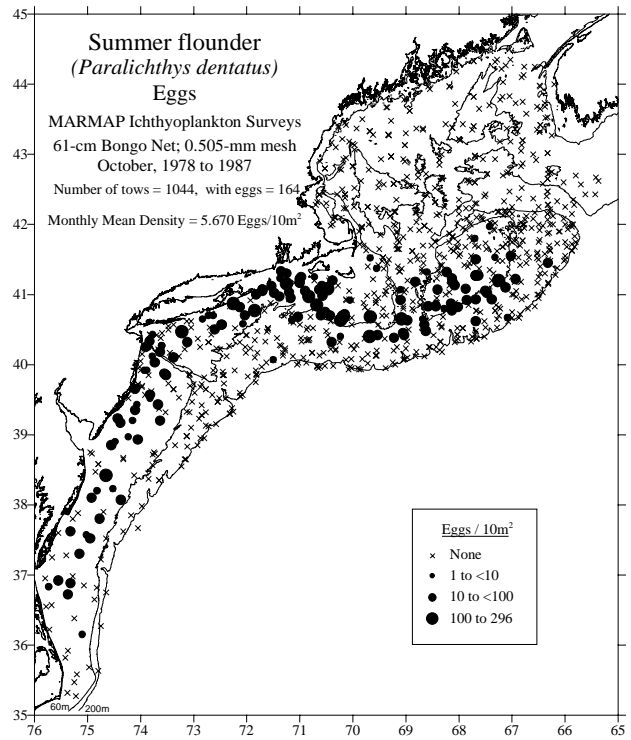 Summer flounder
(Paralichthys dentatus)
Eggs
MARMAP Ichthyoplankton Surveys
61-cm Bongo Net; 0.505-mm mesh
October, 1978 to 1987
Number of tows = 1044, with eggs = 164
Monthly Mean Density = 5.670 Eggs/10m²
45
44
43
42
41
40
39
38
37
36
35
Eggs / 10m²
None
1 to <10
10 to <100
100 to 296
60m
200m
76 75 74 73 72 71 70 69 68 67 66 65